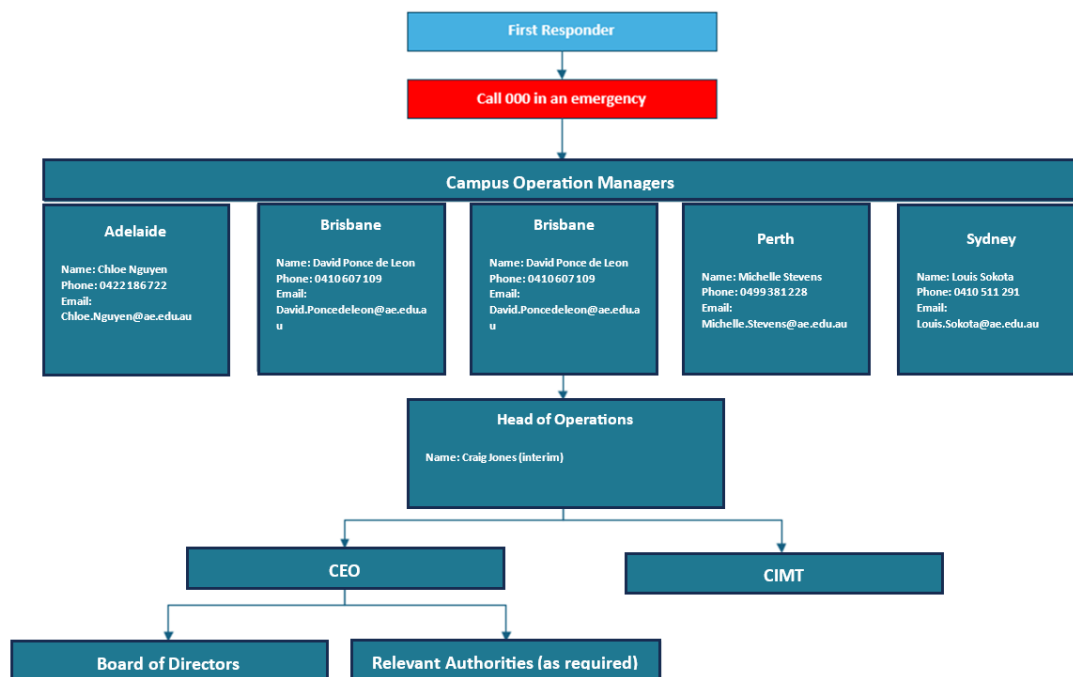 First Responder
Call 000 in an emergency
Campus Operation Managers
Adelaide
Name: Chloe Nguyen
Phone: 0422 186 722
Email:
Chloe.Nguyen@ae.edu.au
Brisbane
Name: David Ponce de Leon
Phone: 0410 607 109
Email:
David.Poncedeleon@ae.edu.a
u
Brisbane
Name: David Ponce de Leon
Phone: 0410 607 109
Email:
David.Poncedeleon@ae.edu.a
u
Perth
Name: Michelle Stevens
Phone: 0499 381 228
Email:
Michelle.Stevens@ae.edu.au
Sydney
Name: Louis Sokota
Phone: 0410 511 291
Email:
Louis.Sokota@ae.edu.au
Head of Operations
Name: Craig Jones (interim)
CEO
CIMT
Board of Directors
Relevant Authorities (as required)